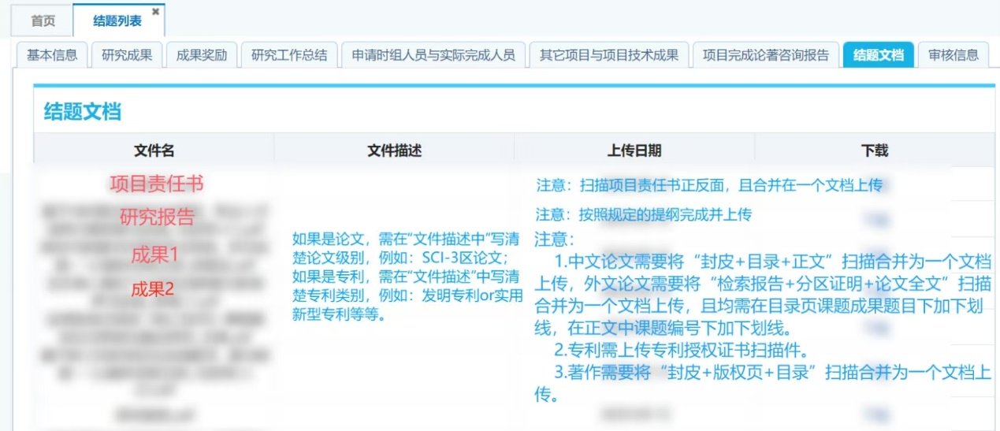 首页 结题列表
基本信息 研究成果 成果奖励 研究工作总结 申请时组人员与实际完成人员 其它项目与项目技术成果 项目完成论著咨询报告 结题文档 审核信息
结题文档
文件名 文件描述 上传日期 下载
项目责任书
注意：扫描项目责任书正反面，且合并在一个文档上传
研究报告
注意：按照规定的提纲完成并上传
成果1
成果2
如果是论文，需在“文件描述中”写清
楚论文级别，例如：SCI-3区论文；
如果是专利，需在“文件描述”中写清
楚专利类别，例如：发明专利or实用
新型专利等等。
注意：
1.中文论文需要将“封皮+目录+正文”扫描合并为一个文档
上传，外文论文需要将“检索报告+分区证明+论文全文”扫描
合并为一个文档上传，且均需在目录页课题成果题目下加下划
线，在正文中课题编号下加下划线。
2.专利需上传专利授权证书扫描件。
3.著作需要将“封皮+版权页+目录”扫描合并为一个文档上
传。